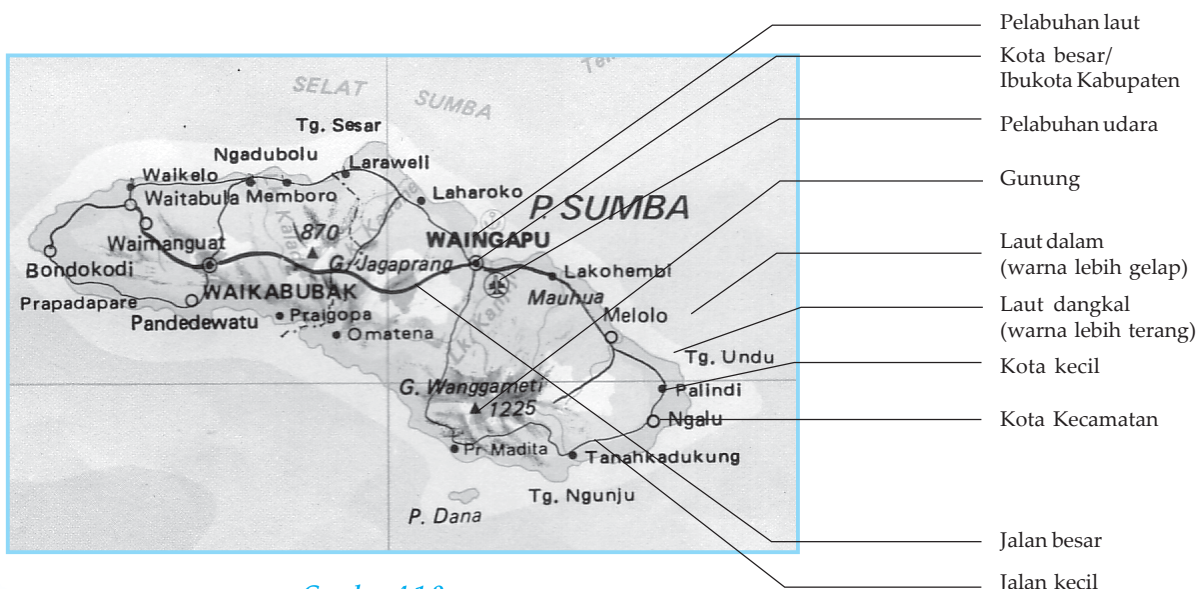 Pelabuhan laut
Kota besar/
Ibukota Kabupaten
Pelabuhan udara
Gunung
Laut dalam
(warna lebih gelap)
Laut dangkal
(warna lebih terang)
Kota kecil
Kota Kecamatan
Jalan besar
Jalan kecil
SELAT SUMBA
Tg. Sesar
Ngadubolu
Laraweli
Waikelo
Waitabula Memboro
Laharoko
P. SUMBA
870
WAINGAPU
Waimanguat
G. Jagaprang
Lakohembi
Bondokodi
Mauhua
Prapadapare
WAIKABUBAK
Pandedewatu
Praigopa
Melolo
Omatena
Tg. Undu
G. Wanggameti
Palindi
1225
Ngalu
Pr Madita
Tanahkadukung
Tg. Ngunju
P. Dana